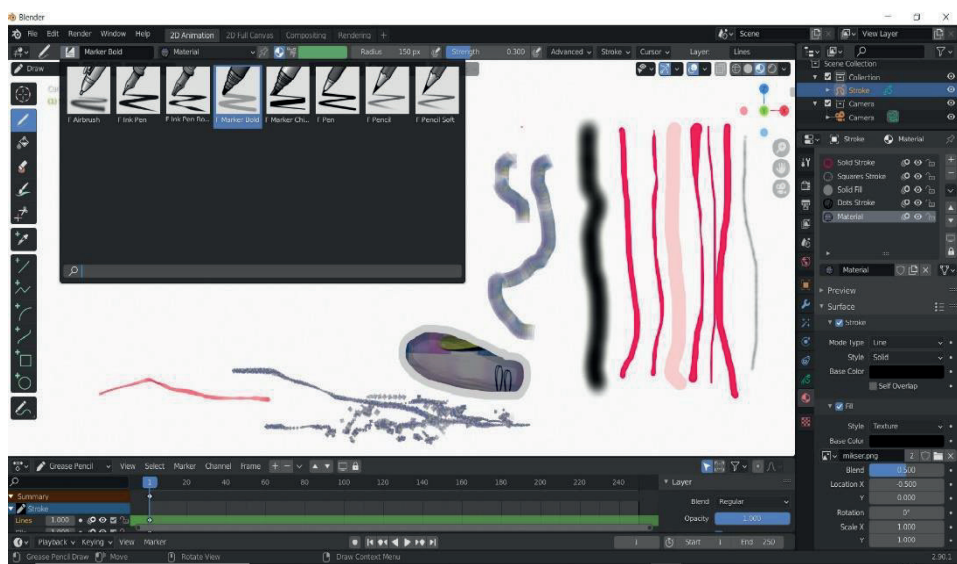 Blender
File Edit Render Window Help 2D Animation 2D Full Canvas Compositing Rendering + Scene View Layer
Marker Bold Material Radius 150 px Strength 0.300 Advanced Stroke Cursor Layer: Lines
Draw
F Airbrush F Ink Pen F Ink Pen Ro... F Marker Bold F Marker Chi... F Pen F Pencil F Pencil Soft
Scene Collection
Collection
Stroke
Camera
Camera
Stroke Material
Solid Stroke
Squares Stroke
Solid Fill
Dots Stroke
Material
Material
Preview
Surface
Stroke
Mode Type Line
Style Solid
Base Color
Self Overlap
Fill
Style Texture
Base Color
mikser.png 2
Blend 0.500
Location X -0.500
Y 0.000
Rotation 0°
Scale X 1.000
Y 1.000
Grease Pencil View Select Marker Channel Frame
1 20 40 60 80 100 120 140 160 180 200 220 240
Summary
Stroke
Lines 1.000
Layer
Blend Regular
Opacity 1.000
Playback Keying View Marker 1 Start 1 End 250
Grease Pencil Draw Move Rotate View Draw Context Menu 2.90.1